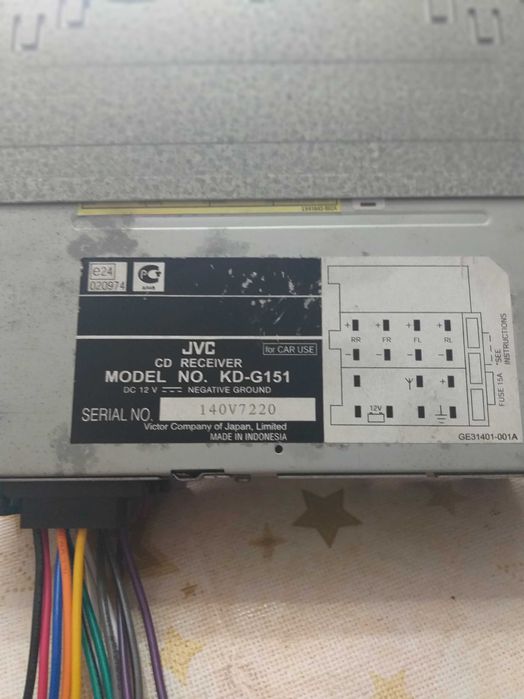 e24
020974
JVC
for CAR USE
CD RECEIVER
MODEL NO. KD-G151
DC 12 V NEGATIVE GROUND
SERIAL NO. 140V7220
Victor Company of Japan, Limited
MADE IN INDONESIA
+ + + +
RR FR FL RL
- - - -
+
12V
*SEE INSTRUCTIONS
FUSE 15A
GE31401-001A